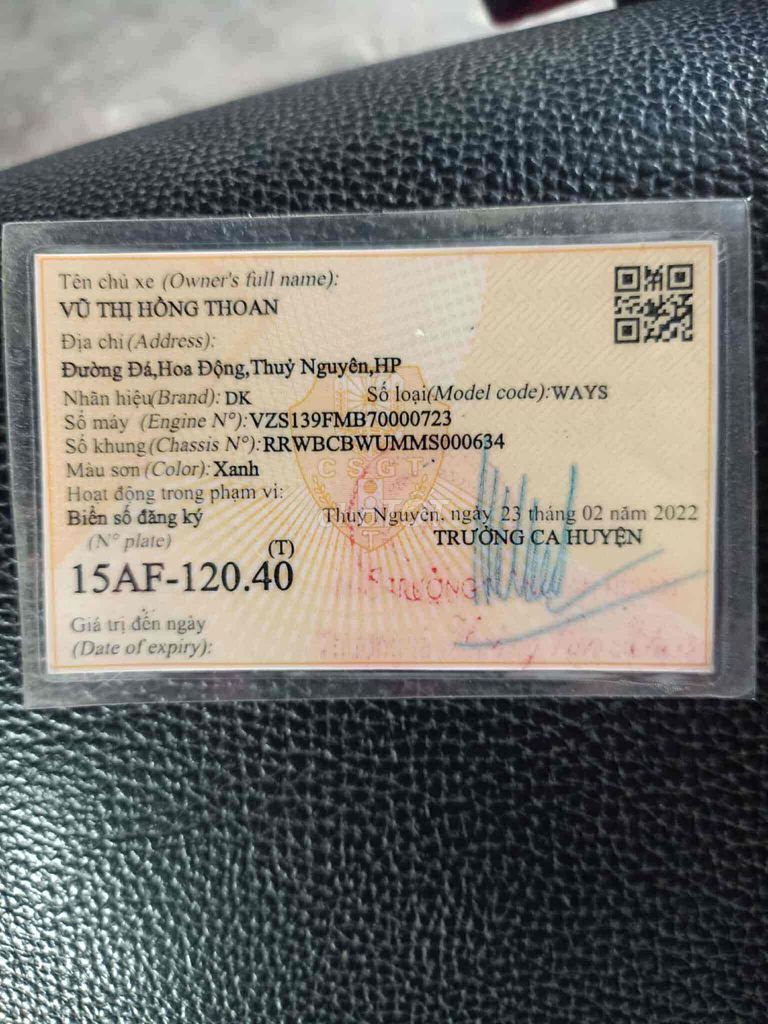 Tên chủ xe (Owner's full name):
VŨ THỊ HỒNG THOAN
Địa chỉ (Address):
Đường Đá,Hoa Động,Thuỷ Nguyên,HP
Nhãn hiệu(Brand): DK Số loại(Model code):WAYS
Số máy (Engine N°):VZS139FMB70000723
Số khung(Chassis N°):RRWBCBWUMMS000634
Màu sơn(Color): Xanh
CSGT
Hoạt động trong phạm vi:
Biển số đăng ký Thuỷ Nguyên, ngày 23 tháng 02 năm 2022
(N° plate) TRƯỞNG CA HUYỆN
(T)
15AF-120.40
TRƯỞNG
Giá trị đến ngày
(Date of expiry):